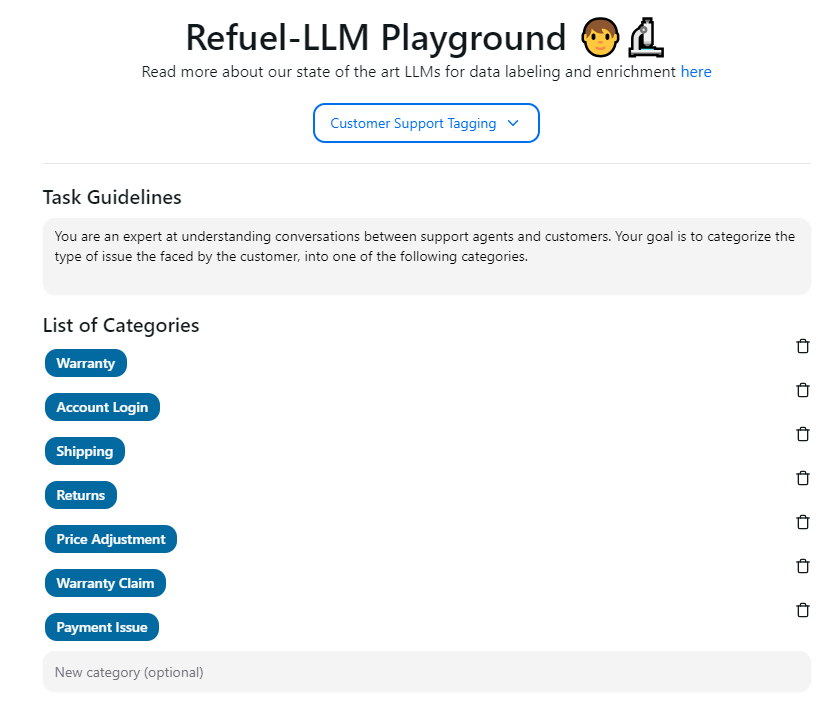 Refuel-LLM Playground
Read more about our state of the art LLMs for data labeling and enrichment here
Customer Support Tagging
Task Guidelines
You are an expert at understanding conversations between support agents and customers. Your goal is to categorize the
type of issue the faced by the customer, into one of the following categories.
List of Categories
Warranty
Account Login
Shipping
Returns
Price Adjustment
Warranty Claim
Payment Issue
New category (optional)